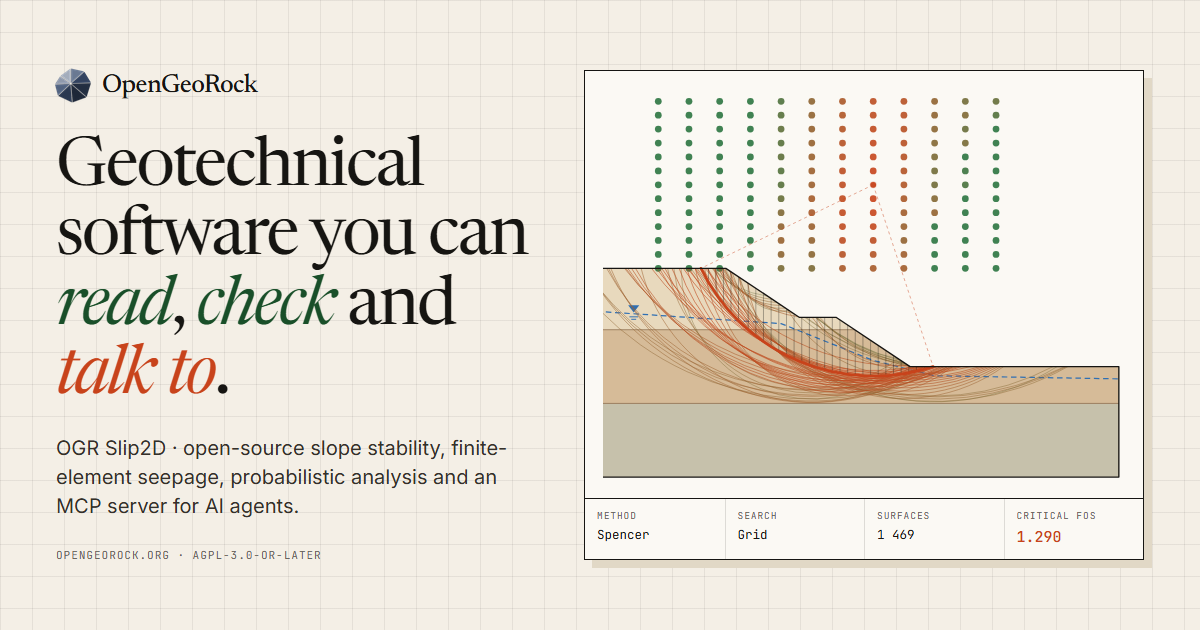 OpenGeoRock
Geotechnical
software you can
read, check and
talk to.
OGR Slip2D · open-source slope stability, finite-
element seepage, probabilistic analysis and an
MCP server for AI agents.
OPENGEOROCK.ORG · AGPL-3.0-OR-LATER
METHOD
Spencer
SEARCH
Grid
SURFACES
1 469
CRITICAL FOS
1.290